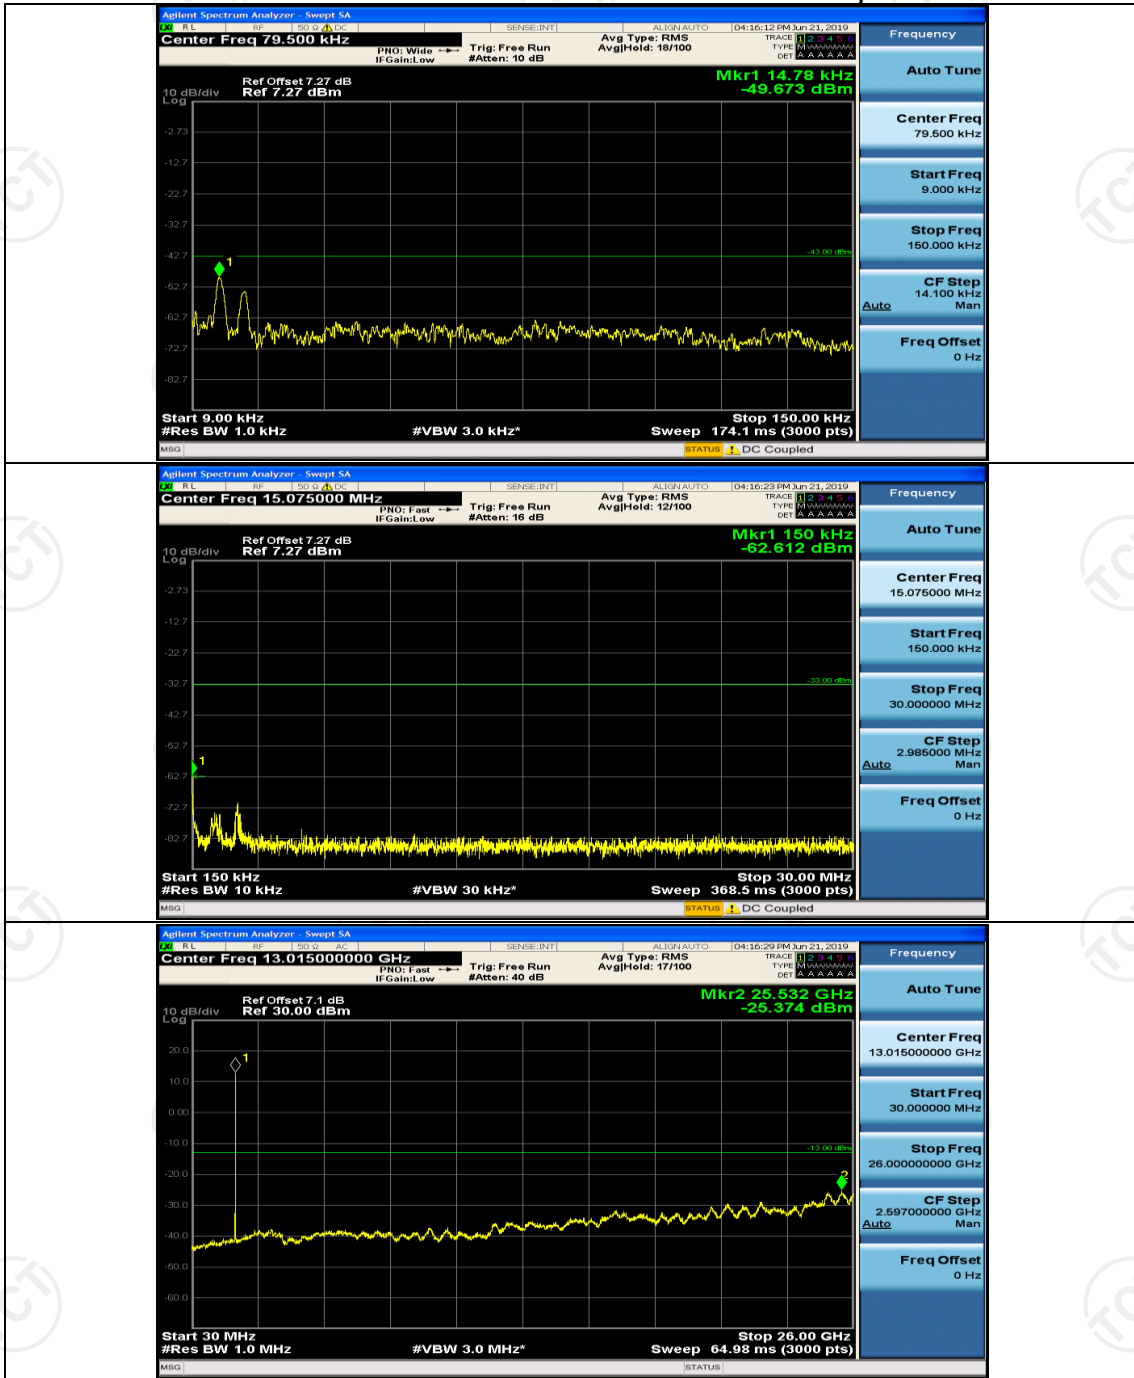 Agilent Spectrum Analyzer - Swept SA
LXI RL RF 50 Ω DC SENSE:INT ALIGN AUTO 04:16:12 PM Jun 21, 2019
Center Freq 79.500 kHz
PNO: Wide
IFGain:Low
Trig: Free Run
#Atten: 10 dB
Avg Type: RMS
Avg|Hold: 18/100
TRACE 1 2 3 4 5 6
TYPE M
DET A A A A A A
Ref Offset 7.27 dB
10 dB/div Ref 7.27 dBm
Log
Mkr1 14.78 kHz
-49.673 dBm
-2.73
-12.7
-22.7
-32.7
-42.7
-52.7
-62.7
-72.7
-82.7
-43.00 dBm
1
Start 9.00 kHz Stop 150.00 kHz
#Res BW 1.0 kHz #VBW 3.0 kHz* Sweep 174.1 ms (3000 pts)
MSG STATUS DC Coupled
Frequency
Auto Tune
Center Freq
79.500 kHz
Start Freq
9.000 kHz
Stop Freq
150.000 kHz
CF Step
14.100 kHz
Auto Man
Freq Offset
0 Hz
Agilent Spectrum Analyzer - Swept SA
LXI RL RF 50 Ω DC SENSE:INT ALIGN AUTO 04:16:23 PM Jun 21, 2019
Center Freq 15.075000 MHz
PNO: Fast
IFGain:Low
Trig: Free Run
#Atten: 16 dB
Avg Type: RMS
Avg|Hold: 12/100
TRACE 1 2 3 4 5 6
TYPE M
DET A A A A A A
Ref Offset 7.27 dB
10 dB/div Ref 7.27 dBm
Log
Mkr1 150 kHz
-62.612 dBm
-2.73
-12.7
-22.7
-32.7
-42.7
-52.7
-62.7
-72.7
-82.7
-33.00 dBm
1
Start 150 kHz Stop 30.00 MHz
#Res BW 10 kHz #VBW 30 kHz* Sweep 368.5 ms (3000 pts)
MSG STATUS DC Coupled
Frequency
Auto Tune
Center Freq
15.075000 MHz
Start Freq
150.000 kHz
Stop Freq
30.000000 MHz
CF Step
2.985000 MHz
Auto Man
Freq Offset
0 Hz
Agilent Spectrum Analyzer - Swept SA
LXI RL RF 50 Ω AC SENSE:INT ALIGN AUTO 04:16:29 PM Jun 21, 2019
Center Freq 13.015000000 GHz
PNO: Fast
IFGain:Low
Trig: Free Run
#Atten: 40 dB
Avg Type: RMS
Avg|Hold: 17/100
TRACE 1 2 3 4 5 6
TYPE M
DET A A A A A A
Ref Offset 7.1 dB
10 dB/div Ref 30.00 dBm
Log
Mkr2 25.532 GHz
-25.374 dBm
20.0
10.0
0.00
-10.0
-20.0
-30.0
-40.0
-50.0
-60.0
-13.00 dBm
1
2
Start 30 MHz Stop 26.00 GHz
#Res BW 1.0 MHz #VBW 3.0 MHz* Sweep 64.98 ms (3000 pts)
MSG STATUS
Frequency
Auto Tune
Center Freq
13.015000000 GHz
Start Freq
30.000000 MHz
Stop Freq
26.000000000 GHz
CF Step
2.597000000 GHz
Auto Man
Freq Offset
0 Hz
TCT